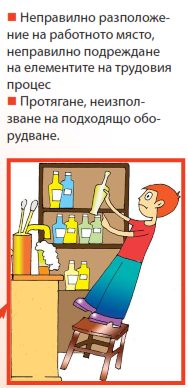 ■ Неправилно разположе-
ние на работното място,
неправилно подреждане
на елементите на трудовия
процес
■ Протягане, неизпол-
зване на подходящо обо-
рудване.